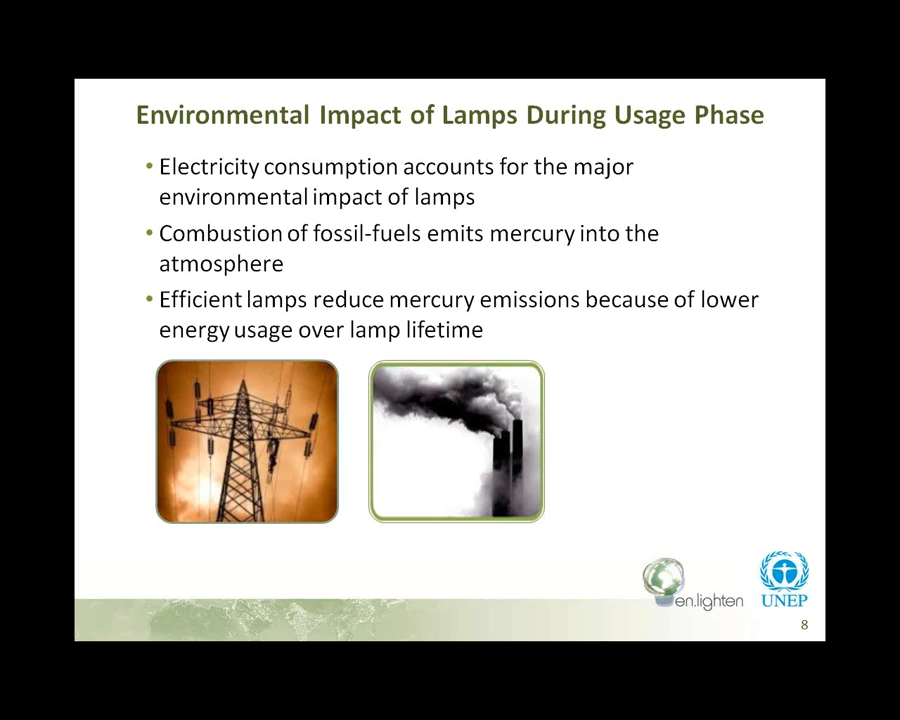 Environmental Impact of Lamps During Usage Phase
• Electricity consumption accounts for the major
environmental impact of lamps
• Combustion of fossil-fuels emits mercury into the
atmosphere
• Efficient lamps reduce mercury emissions because of lower
energy usage over lamp lifetime
en.lighten
UNEP
8